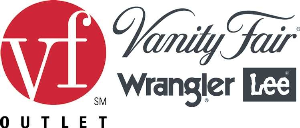 vf SM
OUTLET
Vanity Fair®
Wrangler®
Lee®